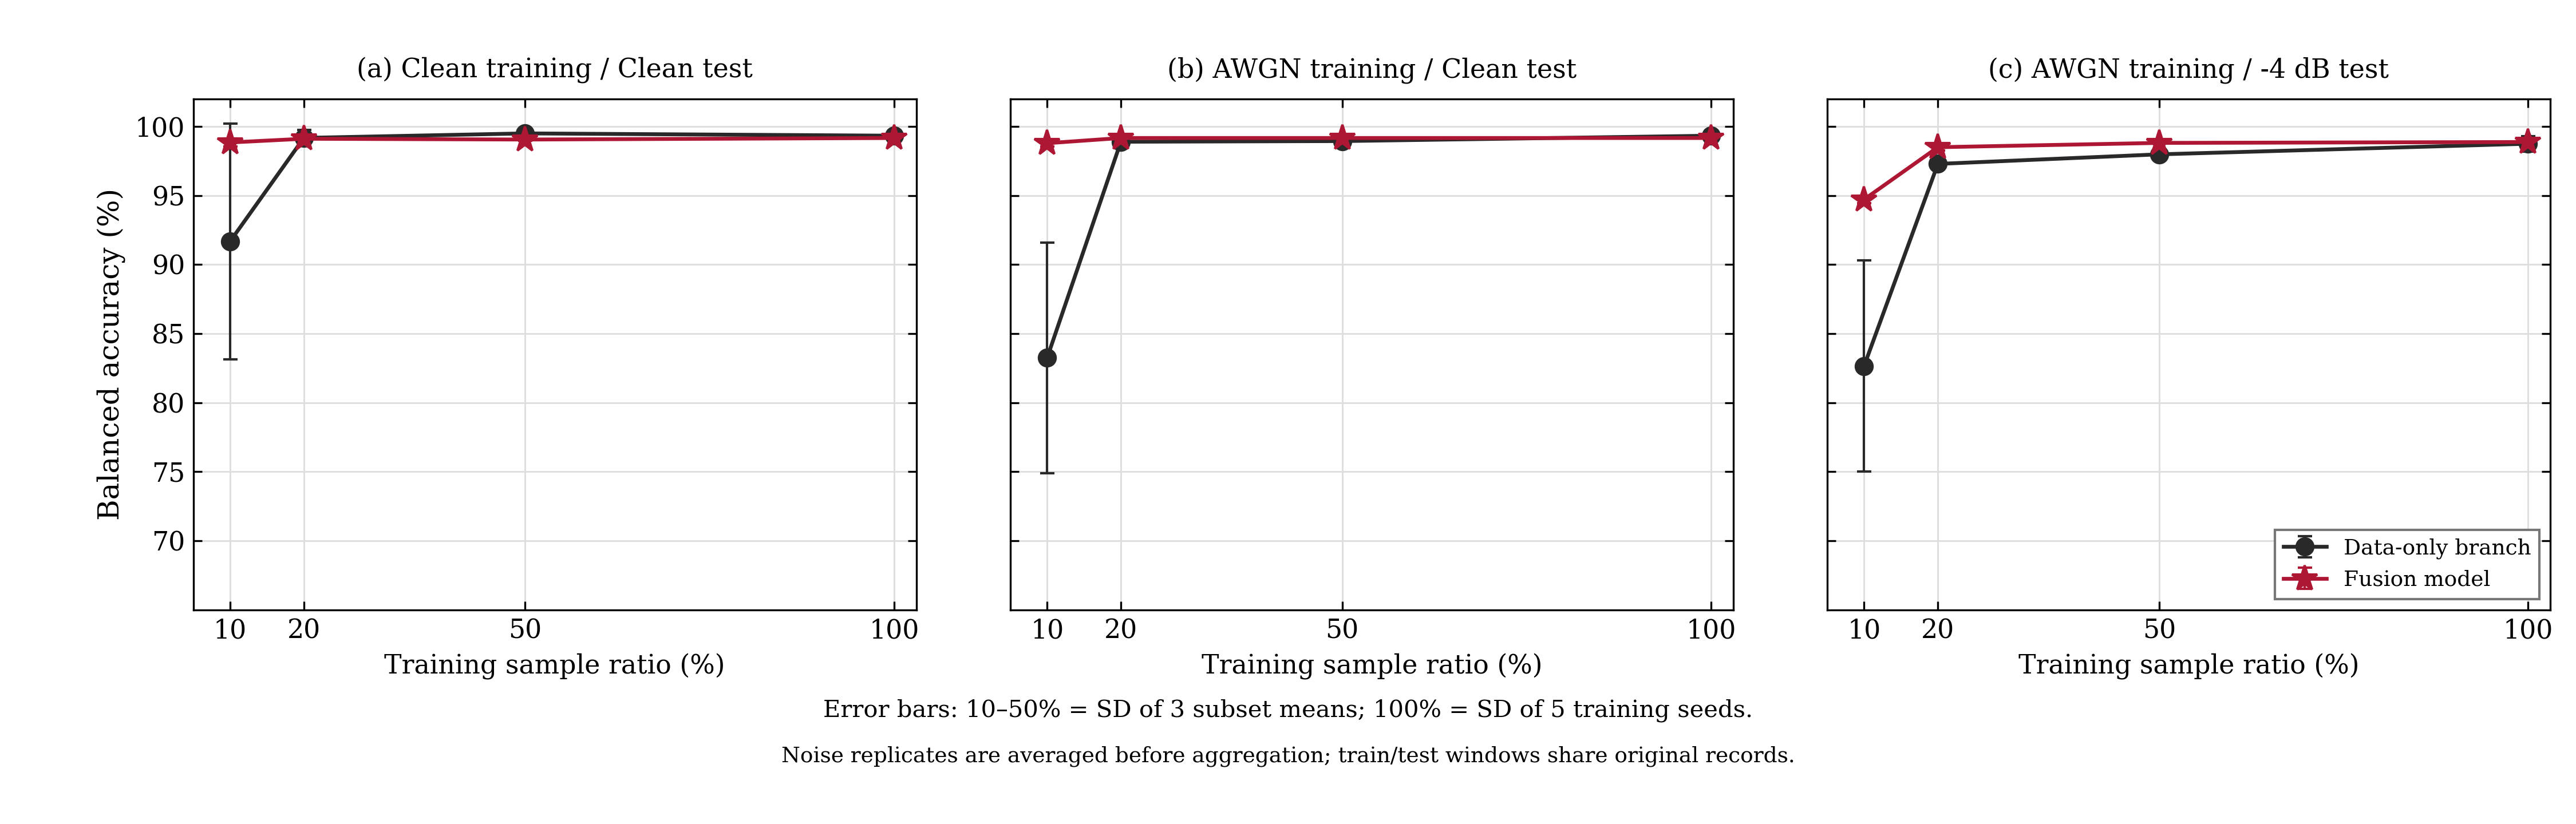 (a) Clean training / Clean test
(b) AWGN training / Clean test
(c) AWGN training / -4 dB test
Balanced accuracy (%)
100
95
90
85
80
75
70
10 20 50 100
10 20 50 100
10 20 50 100
Data-only branch
Fusion model
Training sample ratio (%)
Training sample ratio (%)
Training sample ratio (%)
Error bars: 10–50% = SD of 3 subset means; 100% = SD of 5 training seeds.
Noise replicates are averaged before aggregation; train/test windows share original records.